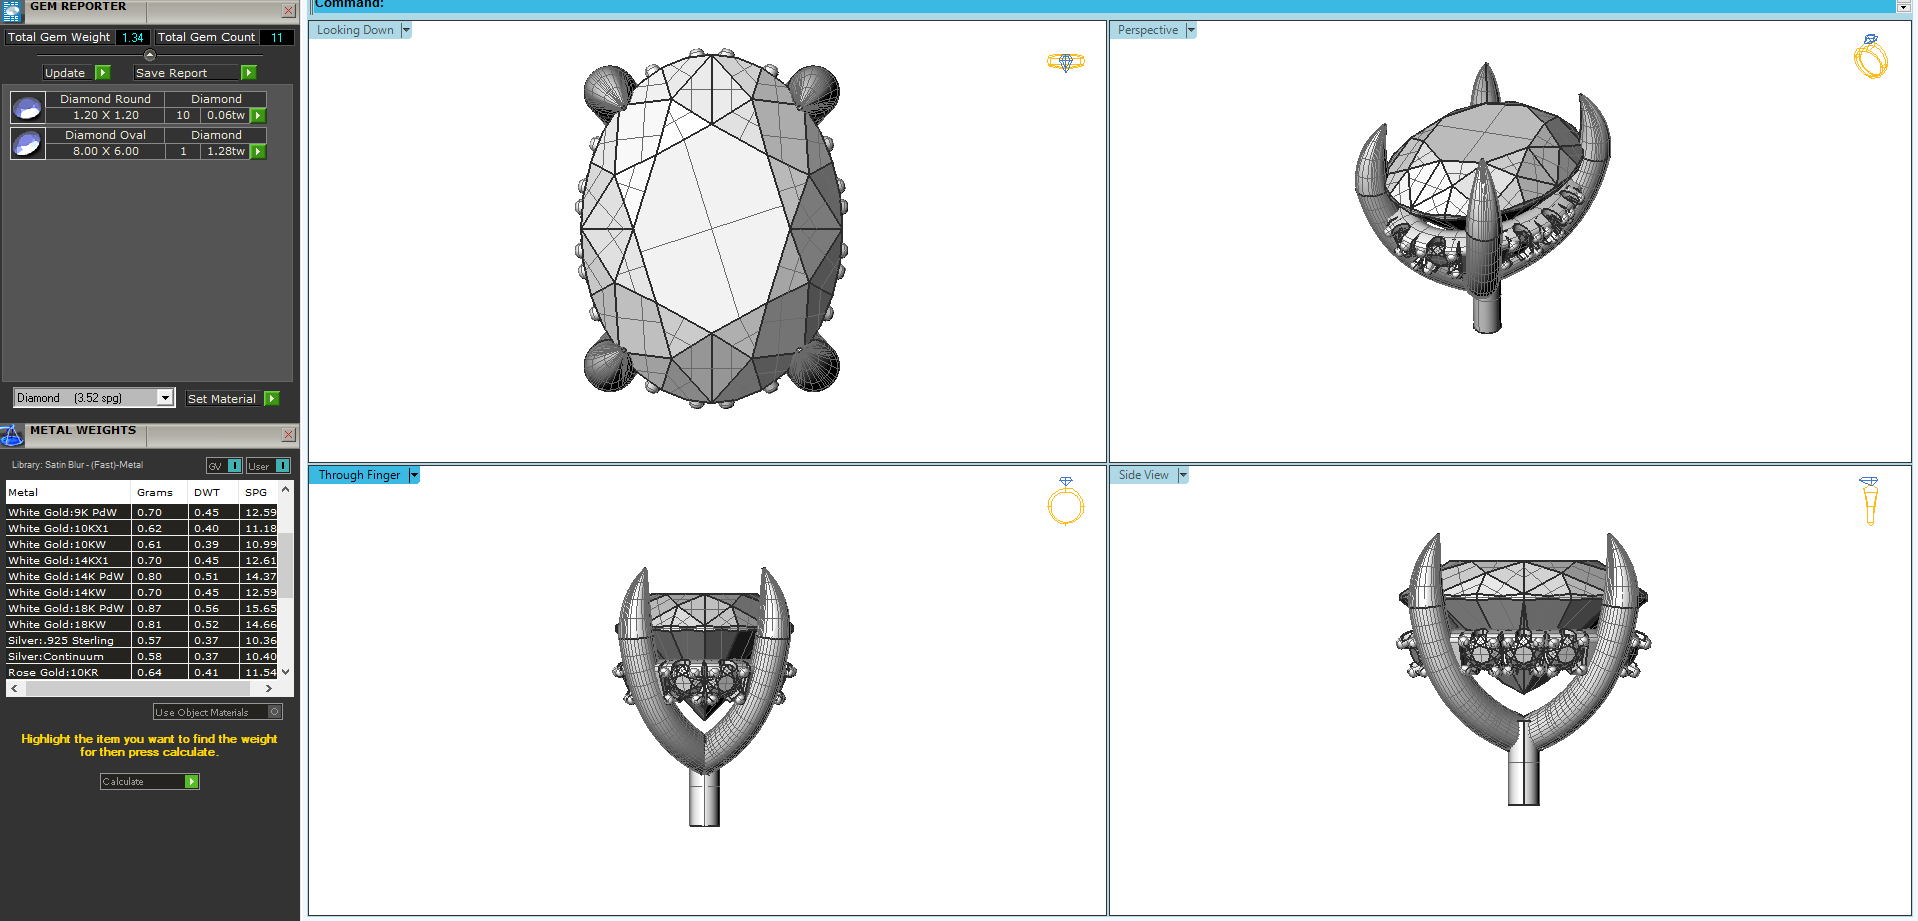 GEM REPORTER
Total Gem Weight 1.34 Total Gem Count 11
Update Save Report
Diamond Round Diamond
1.20 X 1.20 10 0.06tw
Diamond Oval Diamond
8.00 X 6.00 1 1.28tw
Diamond (3.52 spg) Set Material
METAL WEIGHTS
Library: Satin Blur - (Fast)-Metal GV User
Metal Grams DWT SPG
White Gold:9K PdW 0.70 0.45 12.59
White Gold:10KX1 0.62 0.40 11.18
White Gold:10KW 0.61 0.39 10.99
White Gold:14KX1 0.70 0.45 12.61
White Gold:14K PdW 0.80 0.51 14.37
White Gold:14KW 0.70 0.45 12.59
White Gold:18K PdW 0.87 0.56 15.65
White Gold:18KW 0.81 0.52 14.66
Silver:.925 Sterling 0.57 0.37 10.36
Silver:Continuum 0.58 0.37 10.40
Rose Gold:10KR 0.64 0.41 11.54
Use Object Materials
Highlight the item you want to find the weight
for then press calculate.
Calculate
Command:
Looking Down
Perspective
Through Finger
Side View